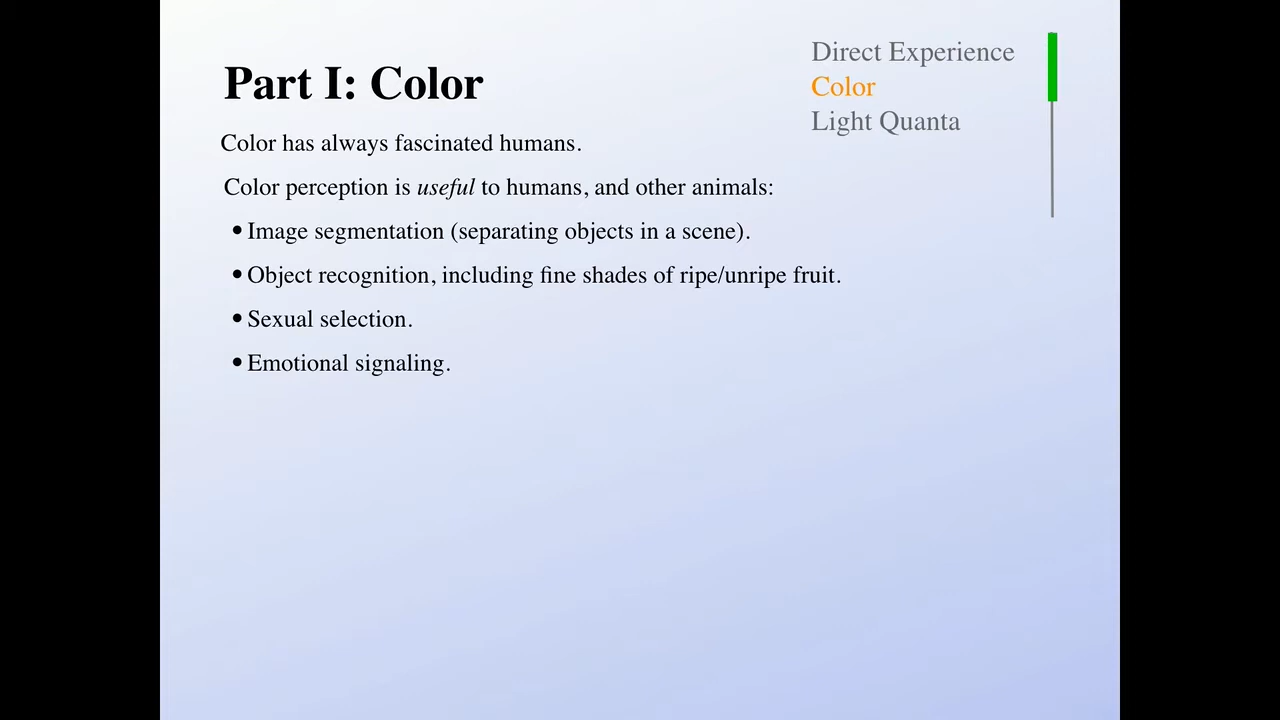 Part I: Color
Direct Experience
Color
Light Quanta
Color has always fascinated humans.
Color perception is useful to humans, and other animals:
• Image segmentation (separating objects in a scene).
• Object recognition, including fine shades of ripe/unripe fruit.
• Sexual selection.
• Emotional signaling.